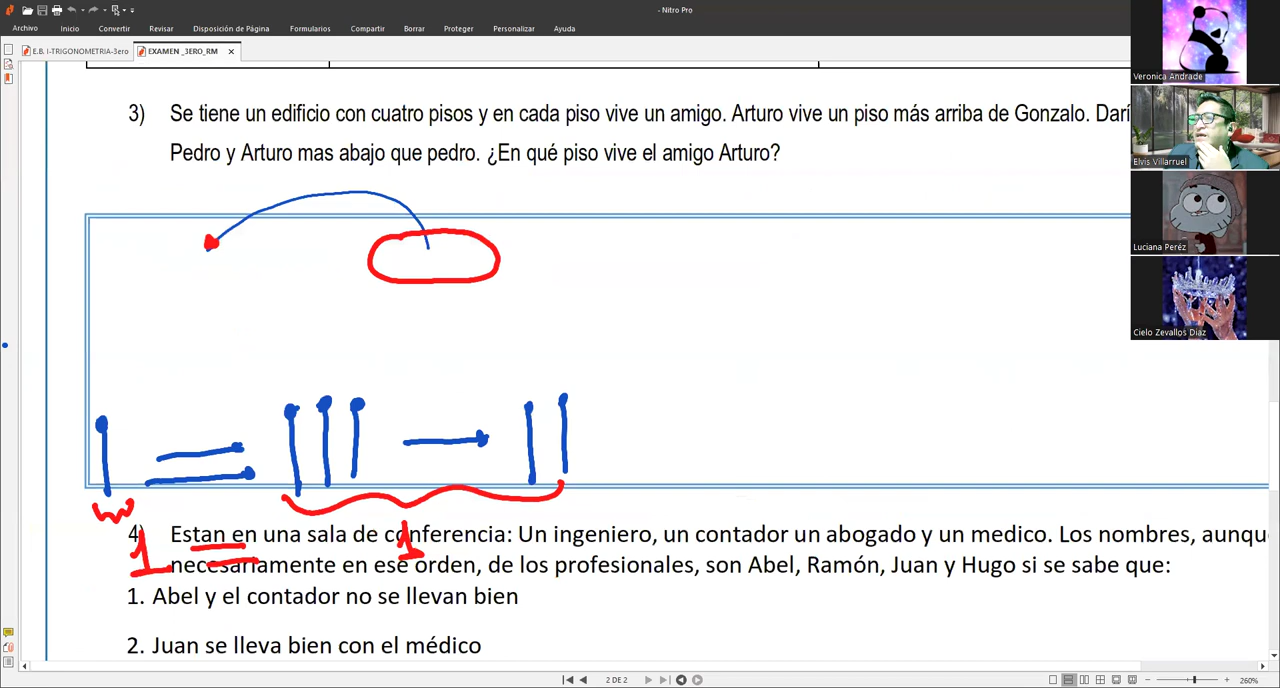 - Nitro Pro
Archivo Inicio Convertir Revisar Disposición de Página Formularios Compartir Borrar Proteger Personalizar Ayuda
E.B. I-TRIGONOMETRIA-3ero EXAMEN _3ERO_RM
Veronica Andrade
3) Se tiene un edificio con cuatro pisos y en cada piso vive un amigo. Arturo vive un piso más arriba de Gonzalo. Darí
Pedro y Arturo mas abajo que pedro. ¿En qué piso vive el amigo Arturo?
Elvis Villarruel
Luciana Peréz
Cielo Zevallos Diaz
4) Estan en una sala de conferencia: Un ingeniero, un contador un abogado y un medico. Los nombres, aunque
1 1
necesariamente en ese orden, de los profesionales, son Abel, Ramón, Juan y Hugo si se sabe que:
1. Abel y el contador no se llevan bien
2. Juan se lleva bien con el médico
2 DE 2
260%